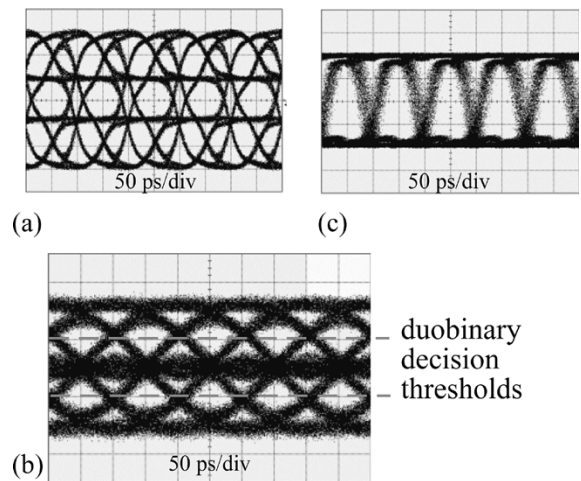 50 ps/div
50 ps/div
(a)
(c)
duobinary
decision
thresholds
50 ps/div
(b)